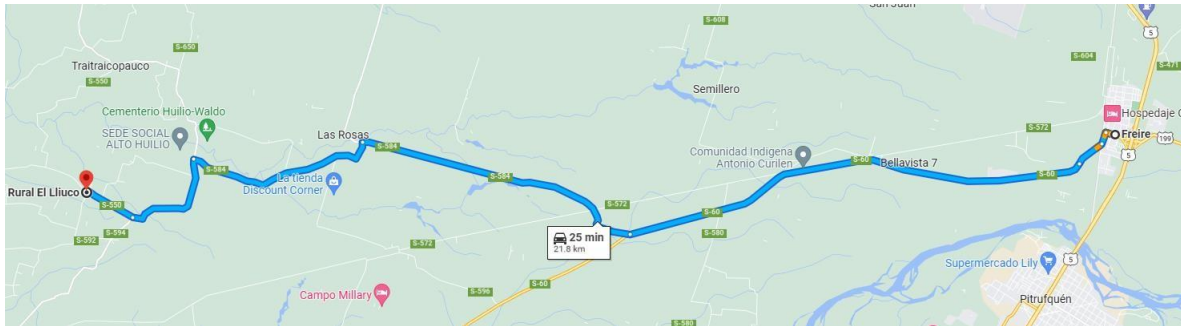 San Juan
S-608
5
S-650
Traitraicopauco
S-604
S-471
S-550
Semillero
Cementerio Huilio-Waldo
Hospedaje
SEDE SOCIAL
ALTO HUILIO
Las Rosas
S-584
S-572
Freire
199
5
Comunidad Indigena
Antonio Curilen
S-60
Bellavista 7
S-584
La tienda
Discount Corner
S-584
S-60
Rural El Lliuco
S-550
S-572
S-60
S-592
S-594
S-580
25 min
21.8 km
S-572
5
Supermercado Lily
S-60
S-596
Campo Millary
Pitrufquén
S-580